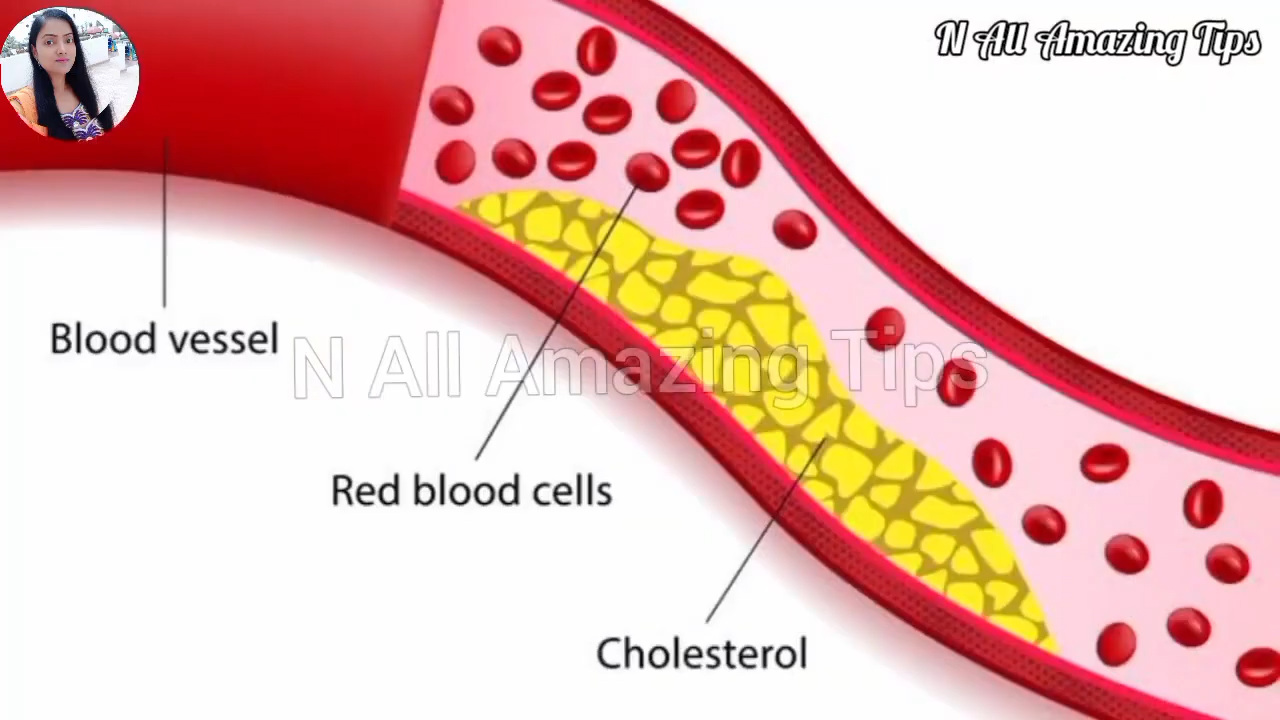 N All Amazing Tips
Blood vessel
N All Amazing Tips
Red blood cells
Cholesterol